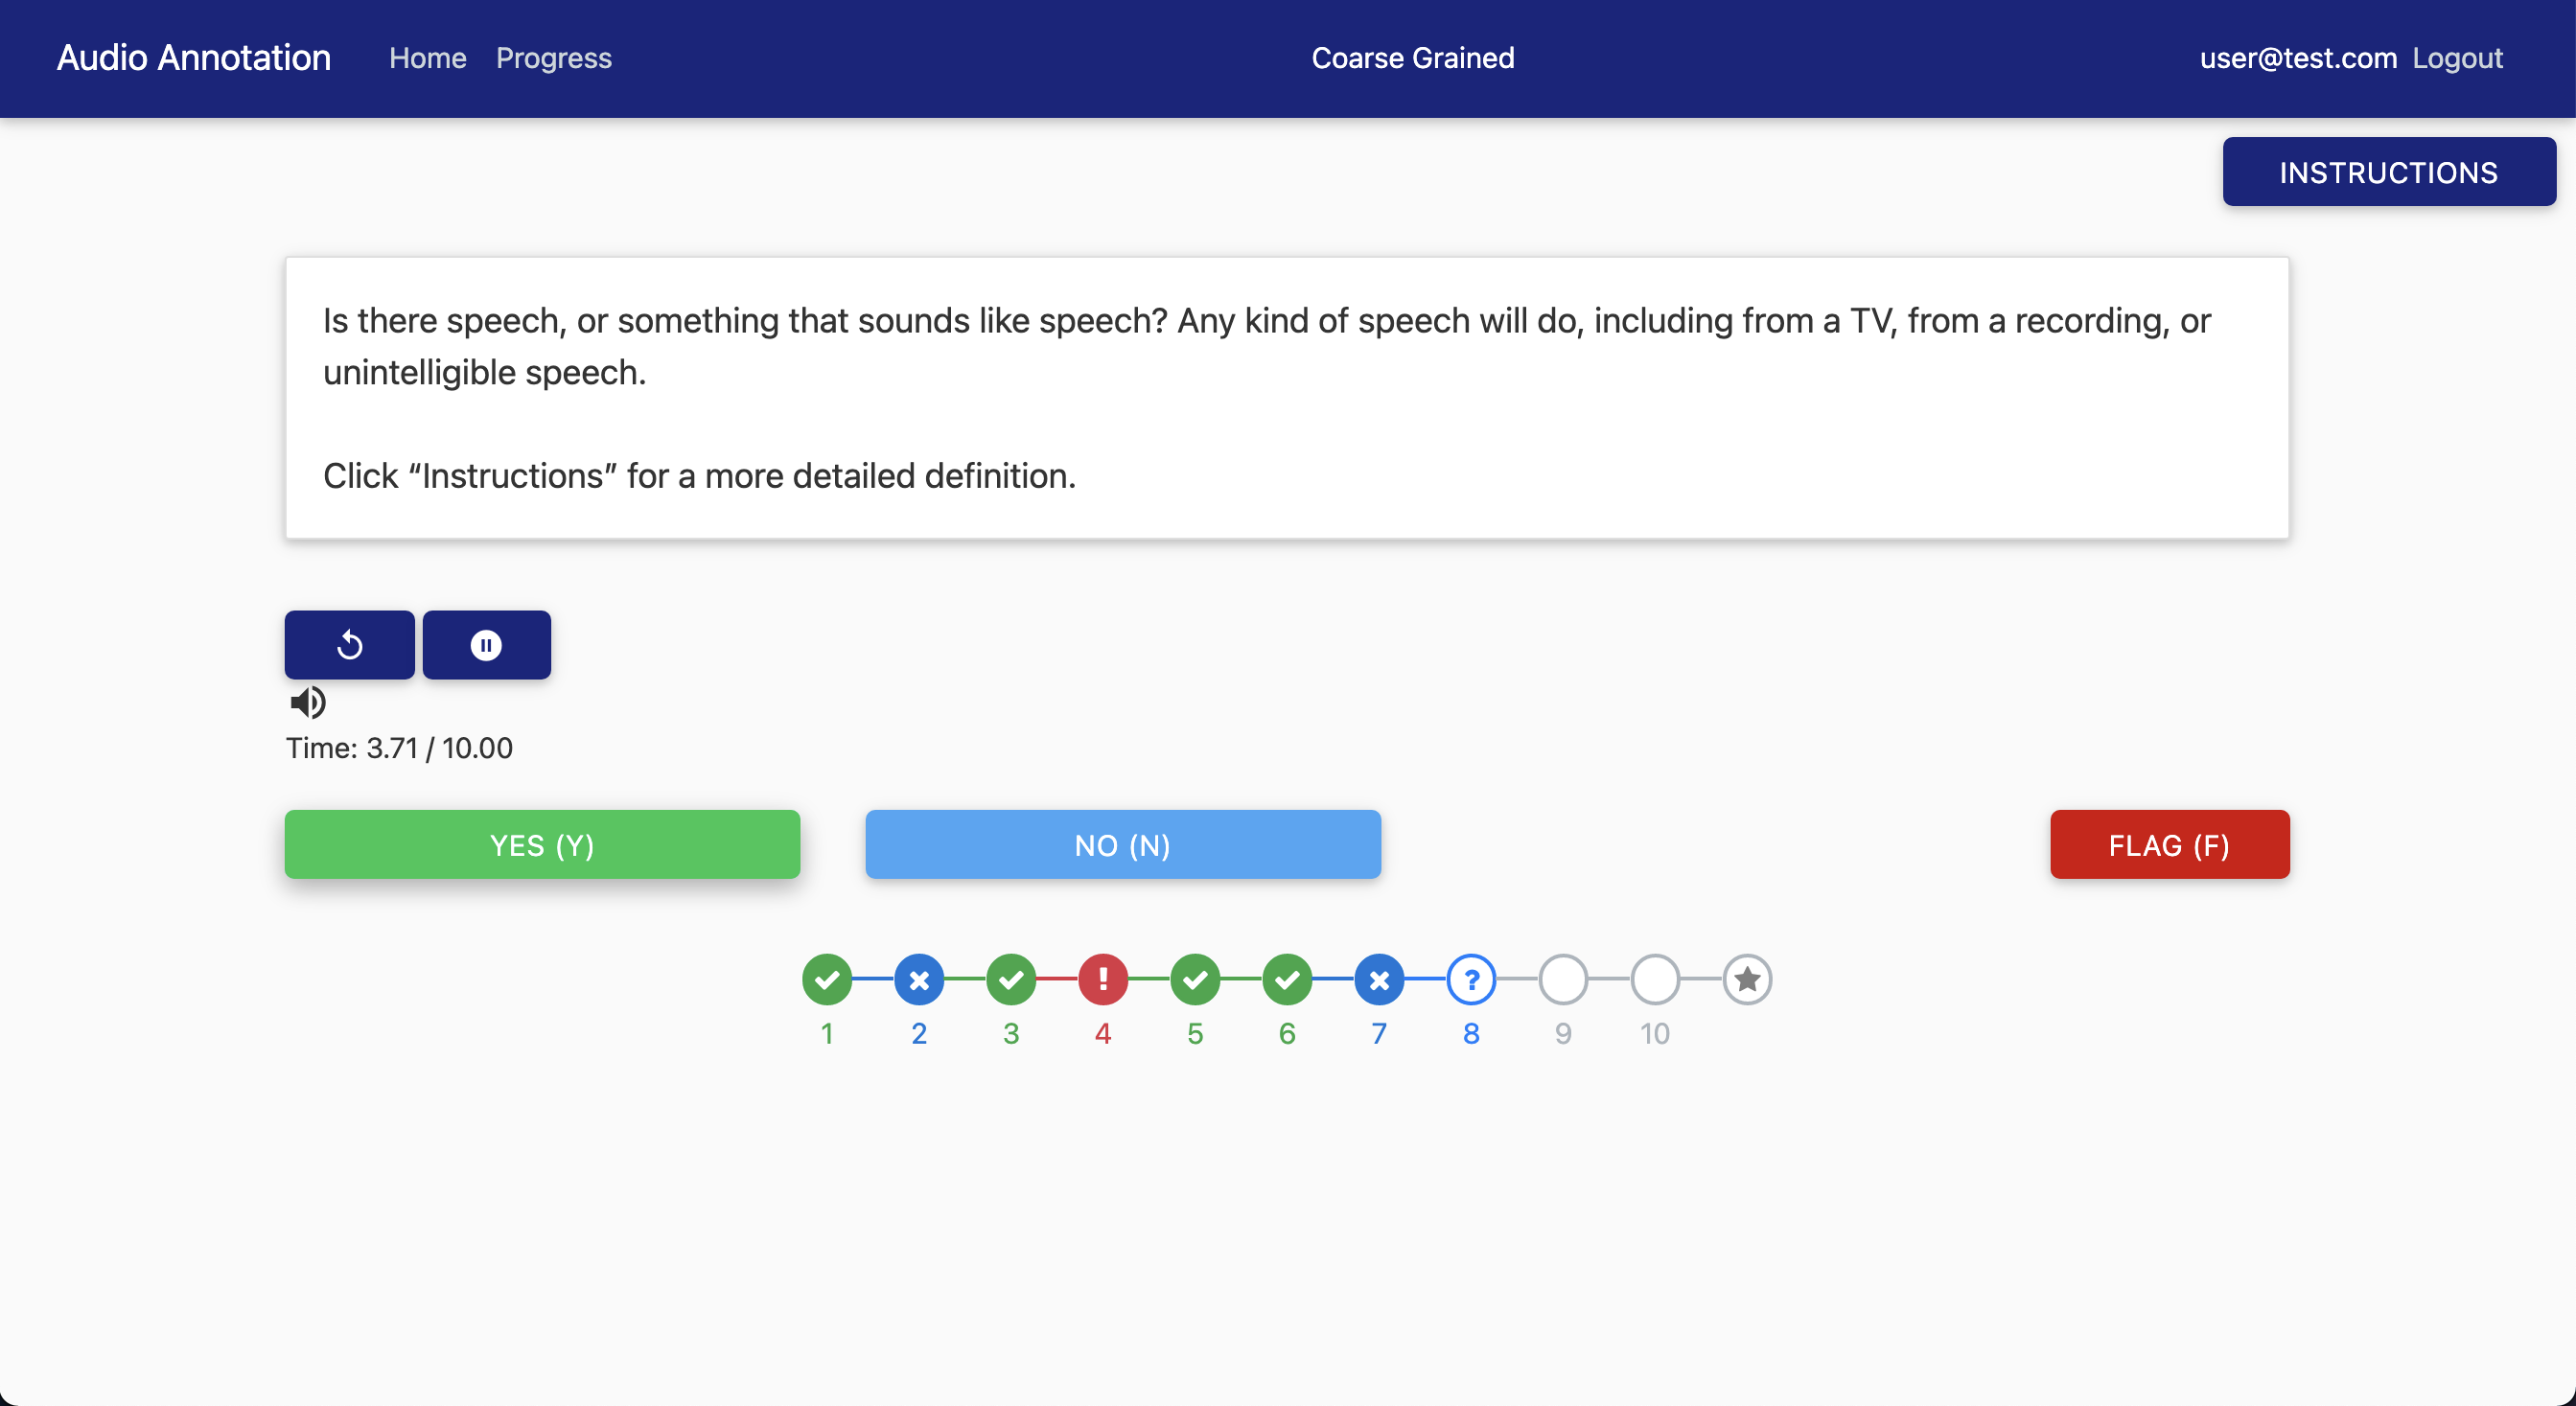 Audio Annotation Home Progress Coarse Grained user@test.com Logout
INSTRUCTIONS
Is there speech, or something that sounds like speech? Any kind of speech will do, including from a TV, from a recording, or
unintelligible speech.
Click “Instructions” for a more detailed definition.
Time: 3.71 / 10.00
YES (Y) NO (N) FLAG (F)
! ?
1 2 3 4 5 6 7 8 9 10